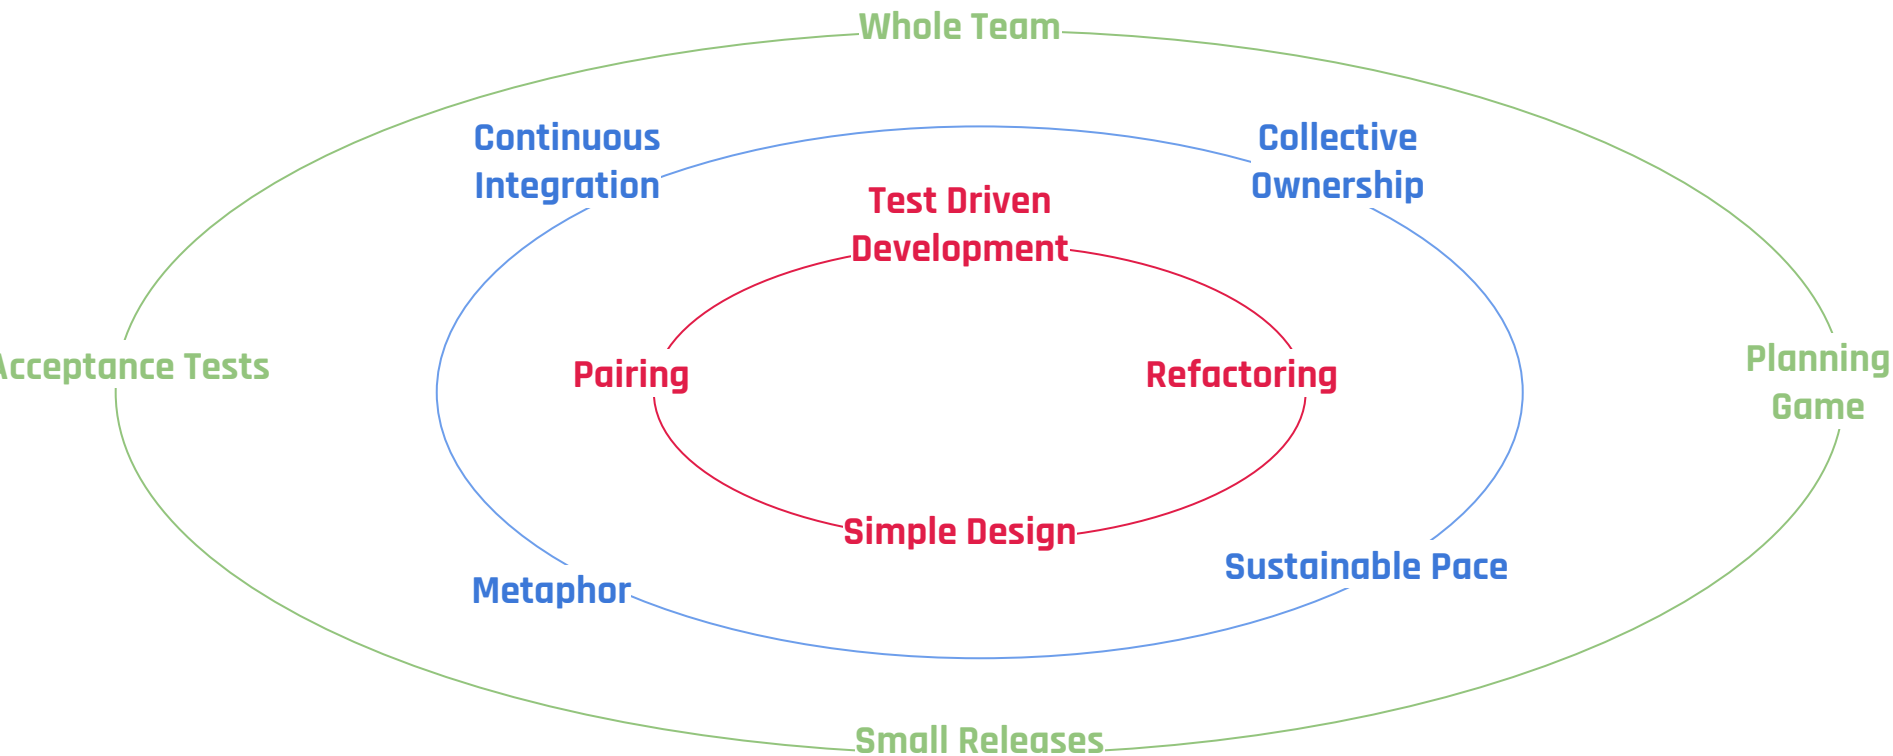 Whole Team
Continuous
Integration
Collective
Ownership
Test Driven
Development
Acceptance Tests
Pairing
Refactoring
Planning
Game
Simple Design
Metaphor
Sustainable Pace
Small Releases